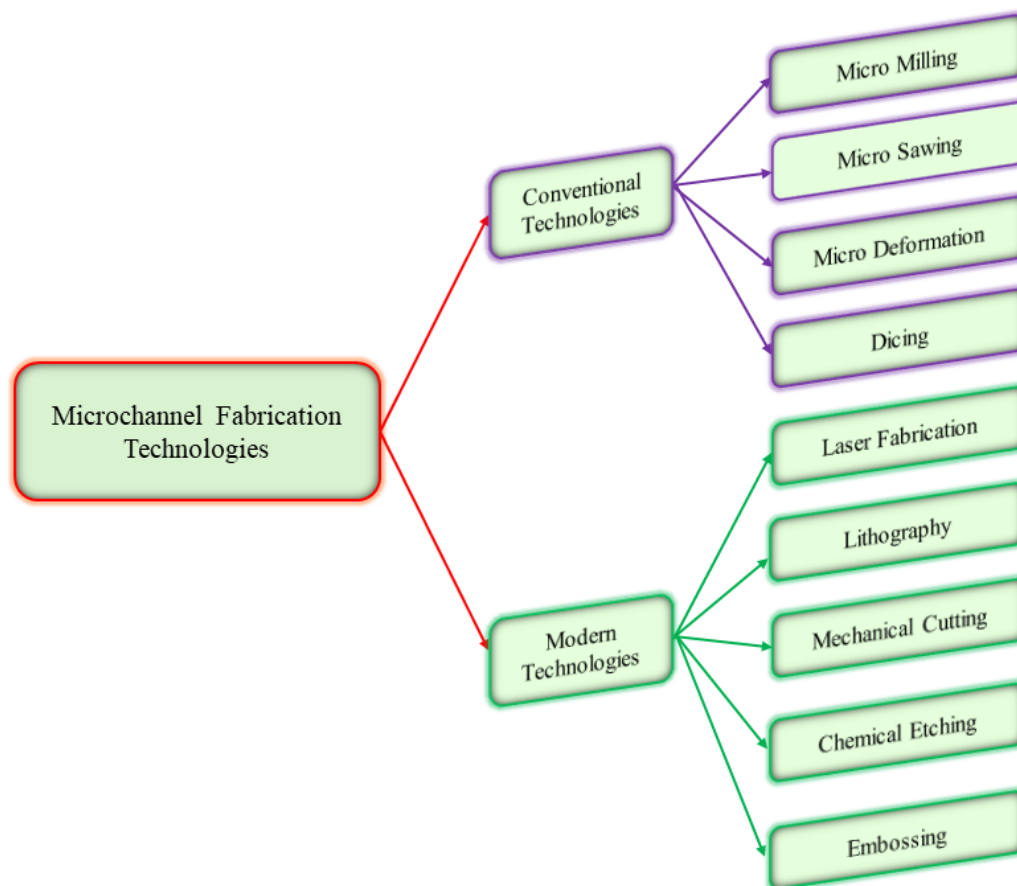 Microchannel Fabrication
Technologies
Conventional
Technologies
Micro Milling
Micro Sawing
Micro Deformation
Dicing
Modern
Technologies
Laser Fabrication
Lithography
Mechanical Cutting
Chemical Etching
Embossing